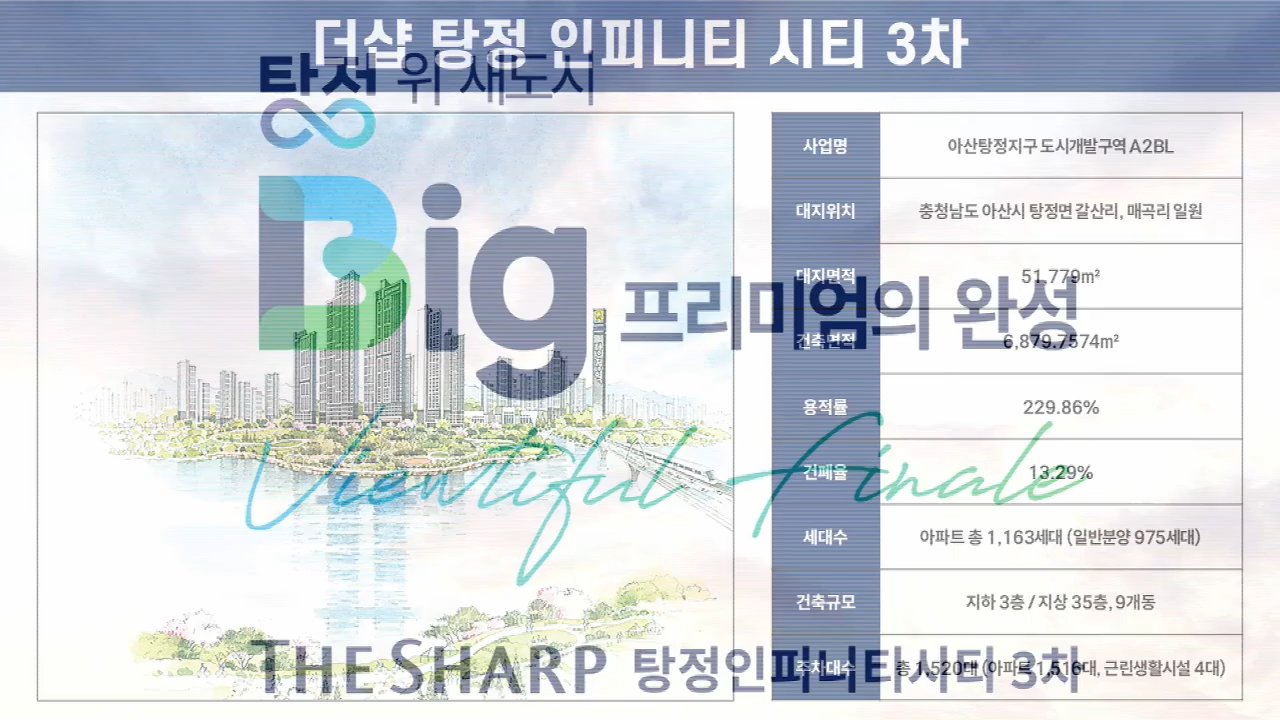 더샵 탕정 인피니티 시티 3차
위 새도시
Big 프리미엄의 완성
Viewtiful Finale
THE SHARP 탕정인피니티시티 3차
사업명 아산탕정지구 도시개발구역 A2BL
대지위치 충청남도 아산시 탕정면 갈산리, 매곡리 일원
대지면적 51,779m²
건축면적 6,879.7574m²
용적률 229.86%
건폐율 13.29%
세대수 아파트 총 1,163세대 (일반분양 975세대)
건축규모 지하 3층 / 지상 35층, 9개동
주차대수 총 1,520대 (아파트 1,516대, 근린생활시설 4대)